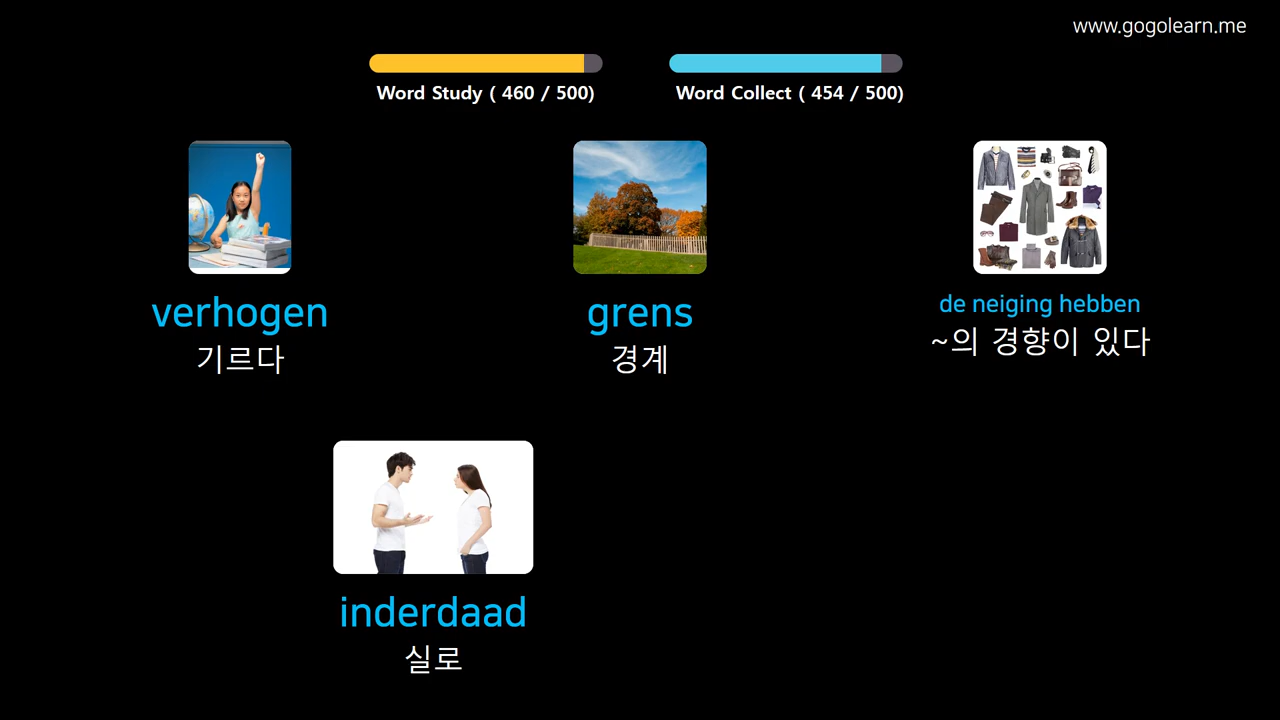 www.gogolearn.me
Word Study ( 460 / 500)
Word Collect ( 454 / 500)
verhogen
기르다
grens
경계
de neiging hebben
~의 경향이 있다
inderdaad
실로